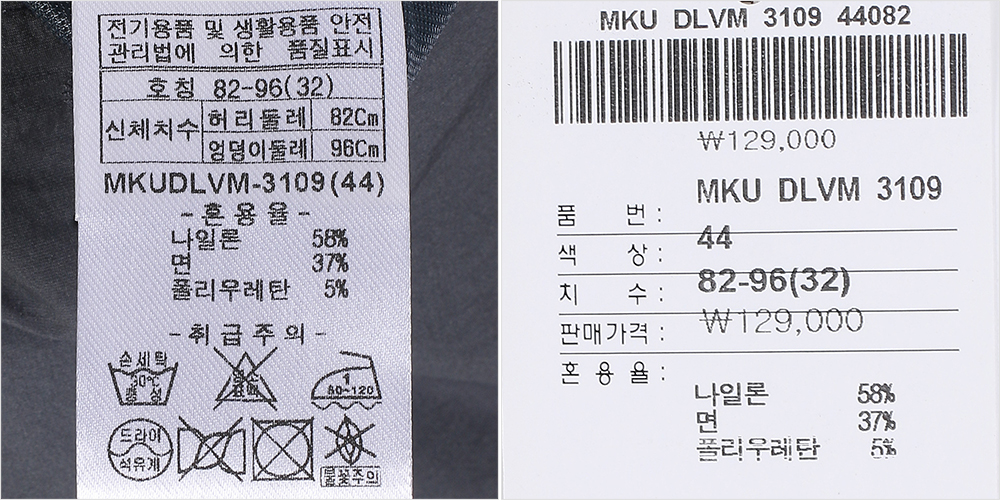 전기용품 및 생활용품 안전
관리법에 의한 품질표시
호칭 82-96(32)
신체치수 허리둘레 82Cm
엉덩이둘레 96Cm
MKUDLVM-3109(44)
-혼용율-
나일론 58%
면 37%
폴리우레탄 5%
-취급주의-
손세탁
30℃
중성
염소
표백
1
80~120
드라이
석유계
불꽃주의
MKU DLVM 3109 44082
₩129,000
품 번 : MKU DLVM 3109
색 상 : 44
치 수 : 82-96(32)
판매가격 : ₩129,000
혼 용 율 :
나일론 58%
면 37%
폴리우레탄 5%